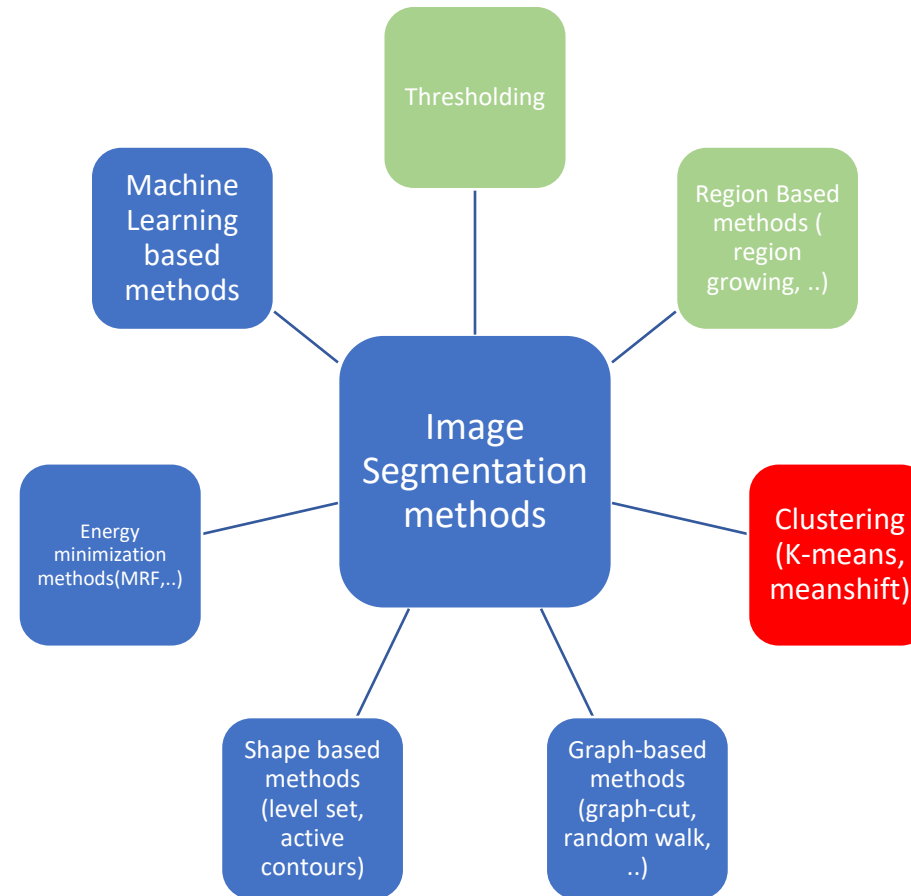 Thresholding
Machine
Learning
based
methods
Region Based
methods (
region
growing, ..)
Image
Segmentation
methods
Energy
minimization
methods(MRF,..)
Clustering
(K-means,
meanshift)
Shape based
methods
(level set,
active
contours)
Graph-based
methods
(graph-cut,
random walk,
..)